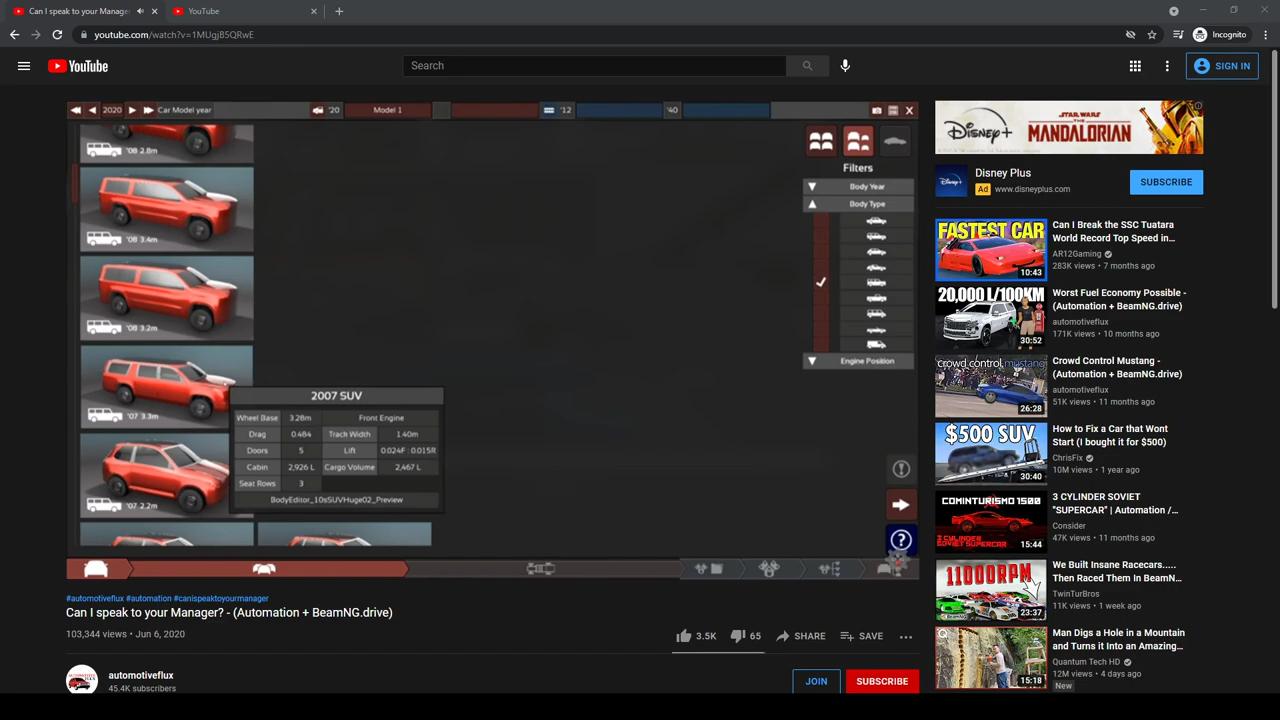 Can I speak to your Manage
YouTube
youtube.com/watch?v=1MUgjB5QRwE
Incognito
YouTube
Search
SIGN IN
2020
Car Model year
'20
Model 1
'12
'40
'08 2.8m
'08 3.4m
'08 3.2m
'07 3.3m
'07 2.2m
2007 SUV
Wheel Base 3.28m Front Engine
Drag 0.484 Track Width 1.40m
Doors 5 Lift 0.024F : 0.015R
Cabin 2,926 L Cargo Volume 2,467 L
Seat Rows 3
BodyEditor_10sSUVHuge02_Preview
Filters
Body Year
Body Type
Engine Position
#automotiveflux #automation #canispeaktoyourmanager
Can I speak to your Manager? - (Automation + BeamNG.drive)
103,344 views • Jun 6, 2020
3.5K
65
SHARE
SAVE
automotiveflux
45.4K subscribers
JOIN
SUBSCRIBE
Disney+
STAR WARS
THE
MANDALORIAN
Disney+
Disney Plus
Ad www.disneyplus.com
SUBSCRIBE
FASTEST CAR
10:43
Can I Break the SSC Tuatara
World Record Top Speed in…
AR12Gaming
283K views • 7 months ago
20,000 L/100KM
30:52
Worst Fuel Economy Possible -
(Automation + BeamNG.drive)
automotiveflux
171K views • 10 months ago
crowd control mustang
26:28
Crowd Control Mustang -
(Automation + BeamNG.drive)
automotiveflux
51K views • 11 months ago
$500 SUV
30:40
How to Fix a Car that Wont
Start (I bought it for $500)
ChrisFix
10M views • 1 year ago
COMINTURISMO 1500
3 CYLINDER
SOVIET
SUPERCAR
15:44
3 CYLINDER SOVIET
"SUPERCAR" | Automation /…
Consider
47K views • 11 months ago
11000RPM
23:37
We Built Insane Racecars.....
Then Raced Them In BeamN…
TwinTurBros
11K views • 1 week ago
15:18
Man Digs a Hole in a Mountain
and Turns it Into an Amazing…
Quantum Tech HD
12M views • 4 days ago
New